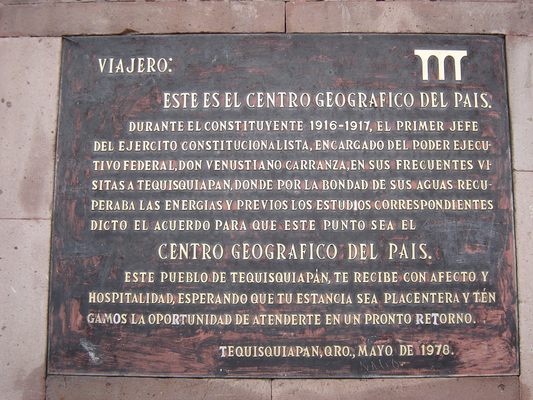 VIAJERO:
ESTE ES EL CENTRO GEOGRAFICO DEL PAIS.
DURANTE EL CONSTITUYENTE 1916-1917, EL PRIMER JEFE
DEL EJERCITO CONSTITUCIONALISTA, ENCARGADO DEL PODER EJECU-
TIVO FEDERAL, DON VENUSTIANO CARRANZA, EN SUS FRECUENTES VI-
SITAS A TEQUISQUIAPAN, DONDE POR LA BONDAD DE SUS AGUAS RECU-
PERABA LAS ENERGIAS Y PREVIOS LOS ESTUDIOS CORRESPONDIENTES
DICTO EL ACUERDO PARA QUE ESTE PUNTO SEA EL
CENTRO GEOGRAFICO DEL PAIS.
ESTE PUEBLO DE TEQUISQUIAPÁN, TE RECIBE CON AFECTO Y
HOSPITALIDAD, ESPERANDO QUE TU ESTANCIA SEA PLACENTERA Y TÉN
GAMOS LA OPORTUNIDAD DE ATENDERTE EN UN PRONTO RETORNO.
TEQUISQUIAPAN, QRO., MAYO DE 1978.